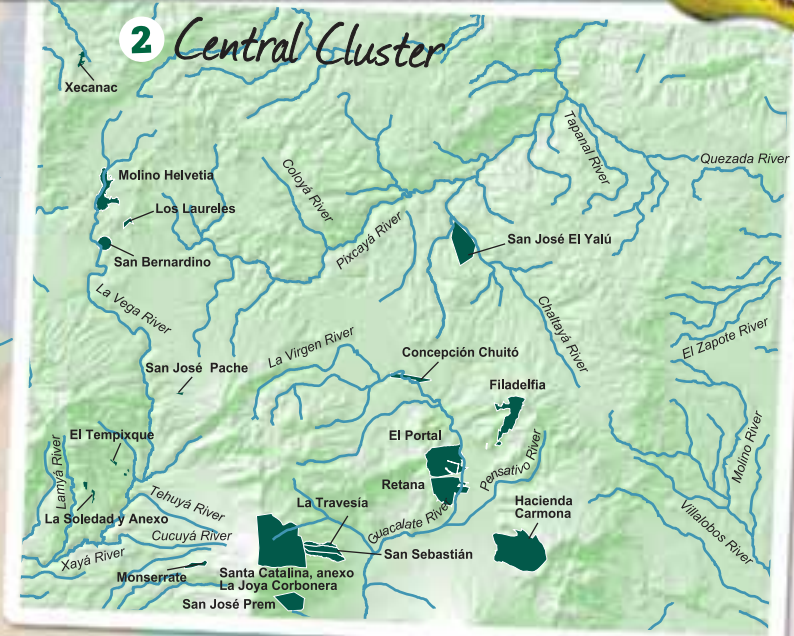 2 Central Cluster
Xecanac
Molino Helvetia
Los Laureles
San Bernardino
La Vega River
Coloyá River
Pixcayá River
Tapanal River
Quezada River
San José El Yalú
Chaltayá River
El Zapote River
San José Pache
La Virgen River
Concepción Chuitó
Filadelfia
El Portal
Retana
Pensativo River
Molino River
Villalobos River
El Tempixque
Lamyá River
La Soledad y Anexo
Tehuyá River
Cucuyá River
Xayá River
Monserrate
La Travesía
Guacalate River
Hacienda
Carmona
San Sebastián
Santa Catalina, anexo
La Joya Corbonera
San José Prem